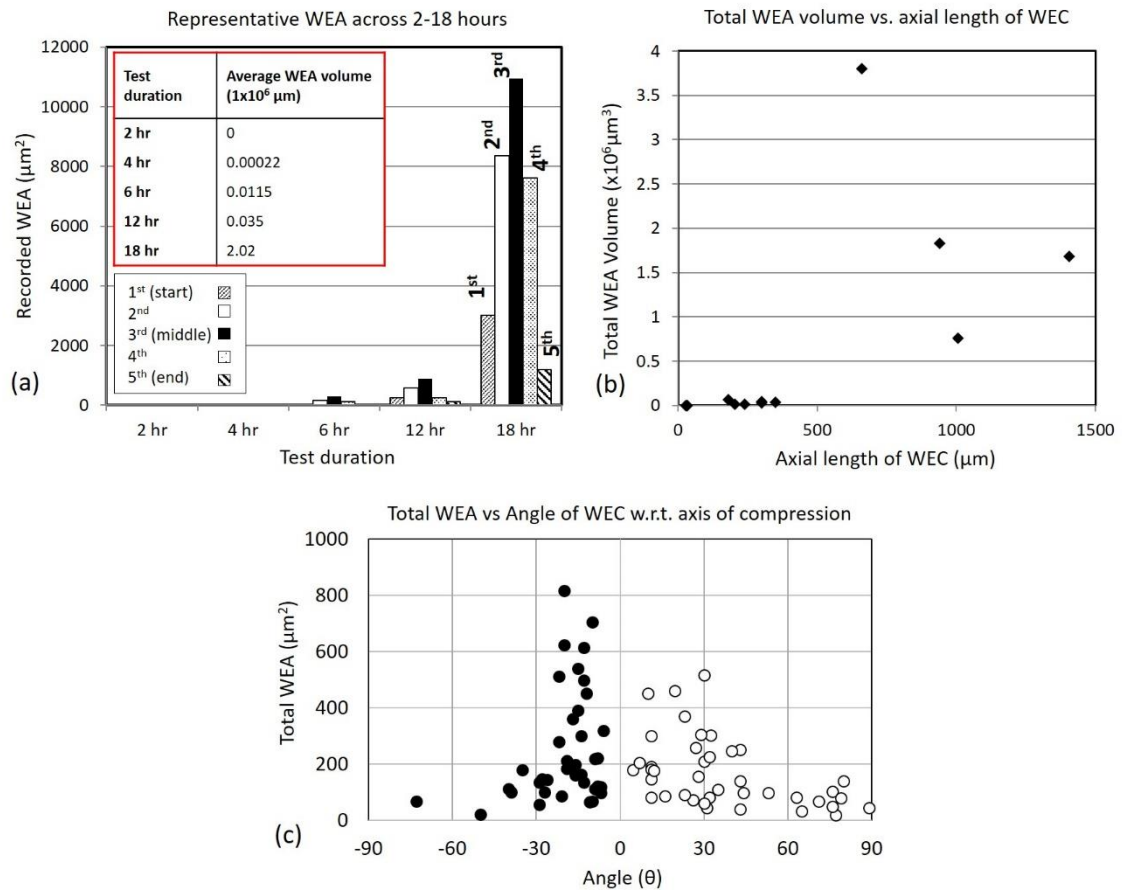 Representative WEA across 2-18 hours
12000
10000
8000
6000
4000
2000
0
Recorded WEA (µm²)
Test duration Average WEA volume (1x10⁶ µm)
2 hr 0
4 hr 0.00022
6 hr 0.0115
12 hr 0.035
18 hr 2.02
1ˢᵗ (start)
2ⁿᵈ
3ʳᵈ (middle)
4ᵗʰ
5ᵗʰ (end)
1ˢᵗ
2ⁿᵈ
3ʳᵈ
4ᵗʰ
5ᵗʰ
2 hr 4 hr 6 hr 12 hr 18 hr
Test duration
(a)
Total WEA volume vs. axial length of WEC
4
3.5
3
2.5
2
1.5
1
0.5
0
Total WEA Volume (x10⁶µm³)
0 500 1000 1500
Axial length of WEC (µm)
(b)
Total WEA vs Angle of WEC w.r.t. axis of compression
1000
800
600
400
200
0
Total WEA (µm²)
-90 -60 -30 0 30 60 90
Angle (θ)
(c)